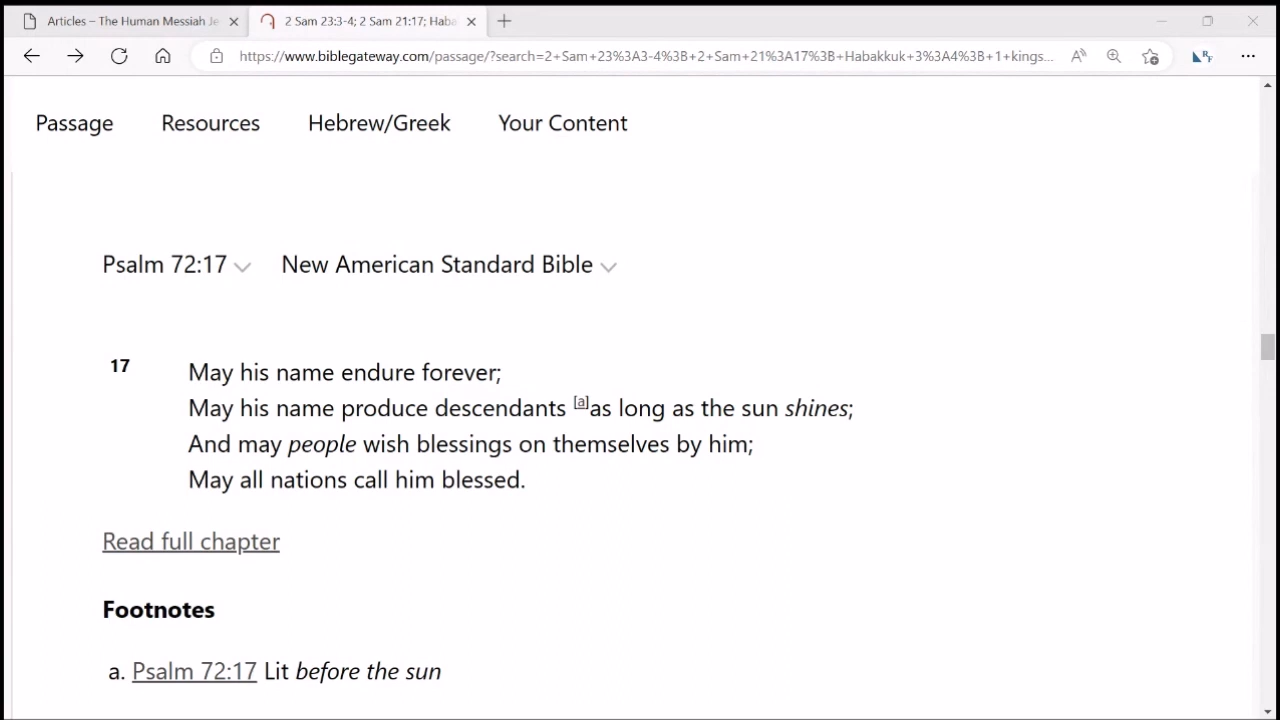 Articles – The Human Messiah Je
2 Sam 23:3-4; 2 Sam 21:17; Haba
https://www.biblegateway.com/passage/?search=2+Sam+23%3A3-4%3B+2+Sam+21%3A17%3B+Habakkuk+3%3A4%3B+1+kings...
Passage Resources Hebrew/Greek Your Content
Psalm 72:17 New American Standard Bible
17 May his name endure forever;
May his name produce descendants [a]as long as the sun shines;
And may people wish blessings on themselves by him;
May all nations call him blessed.
Read full chapter
Footnotes
a. Psalm 72:17 Lit before the sun